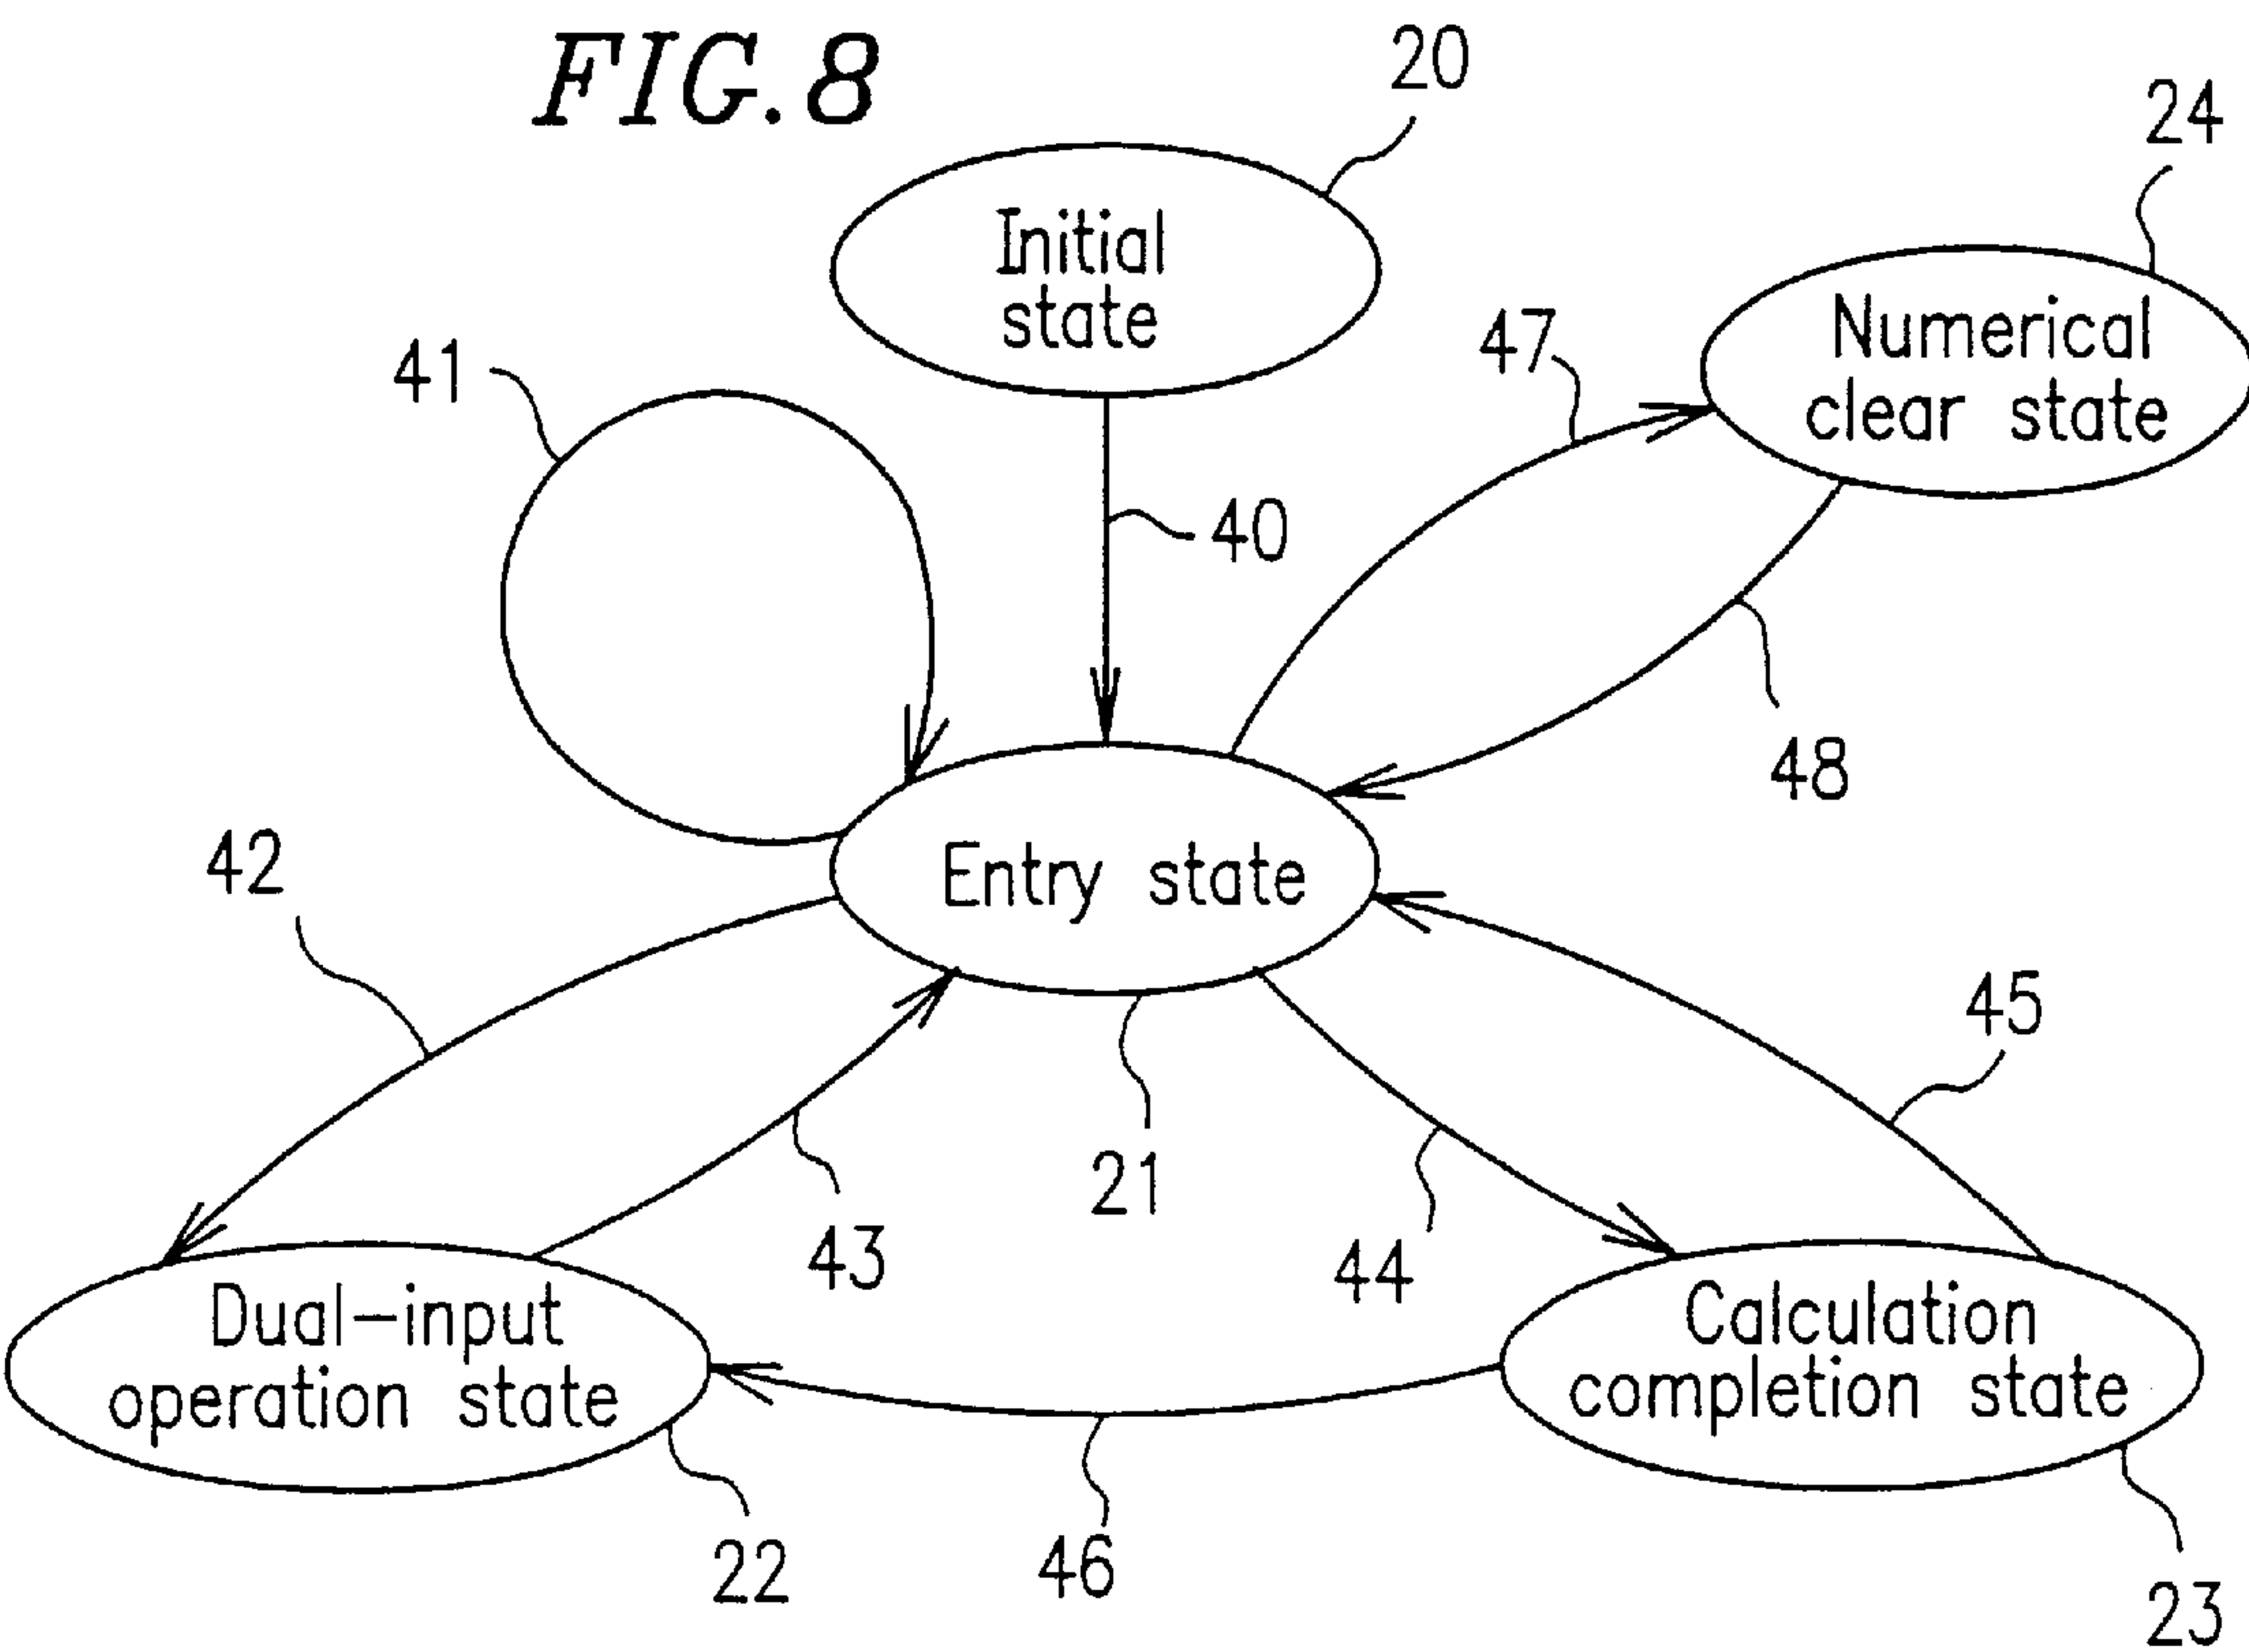 FIG.8
20
24
Initial
state
Numerical
clear state
47
41
40
48
42
Entry state
45
21
43
44
Dual-input
operation state
Calculation
completion state
46
22
23